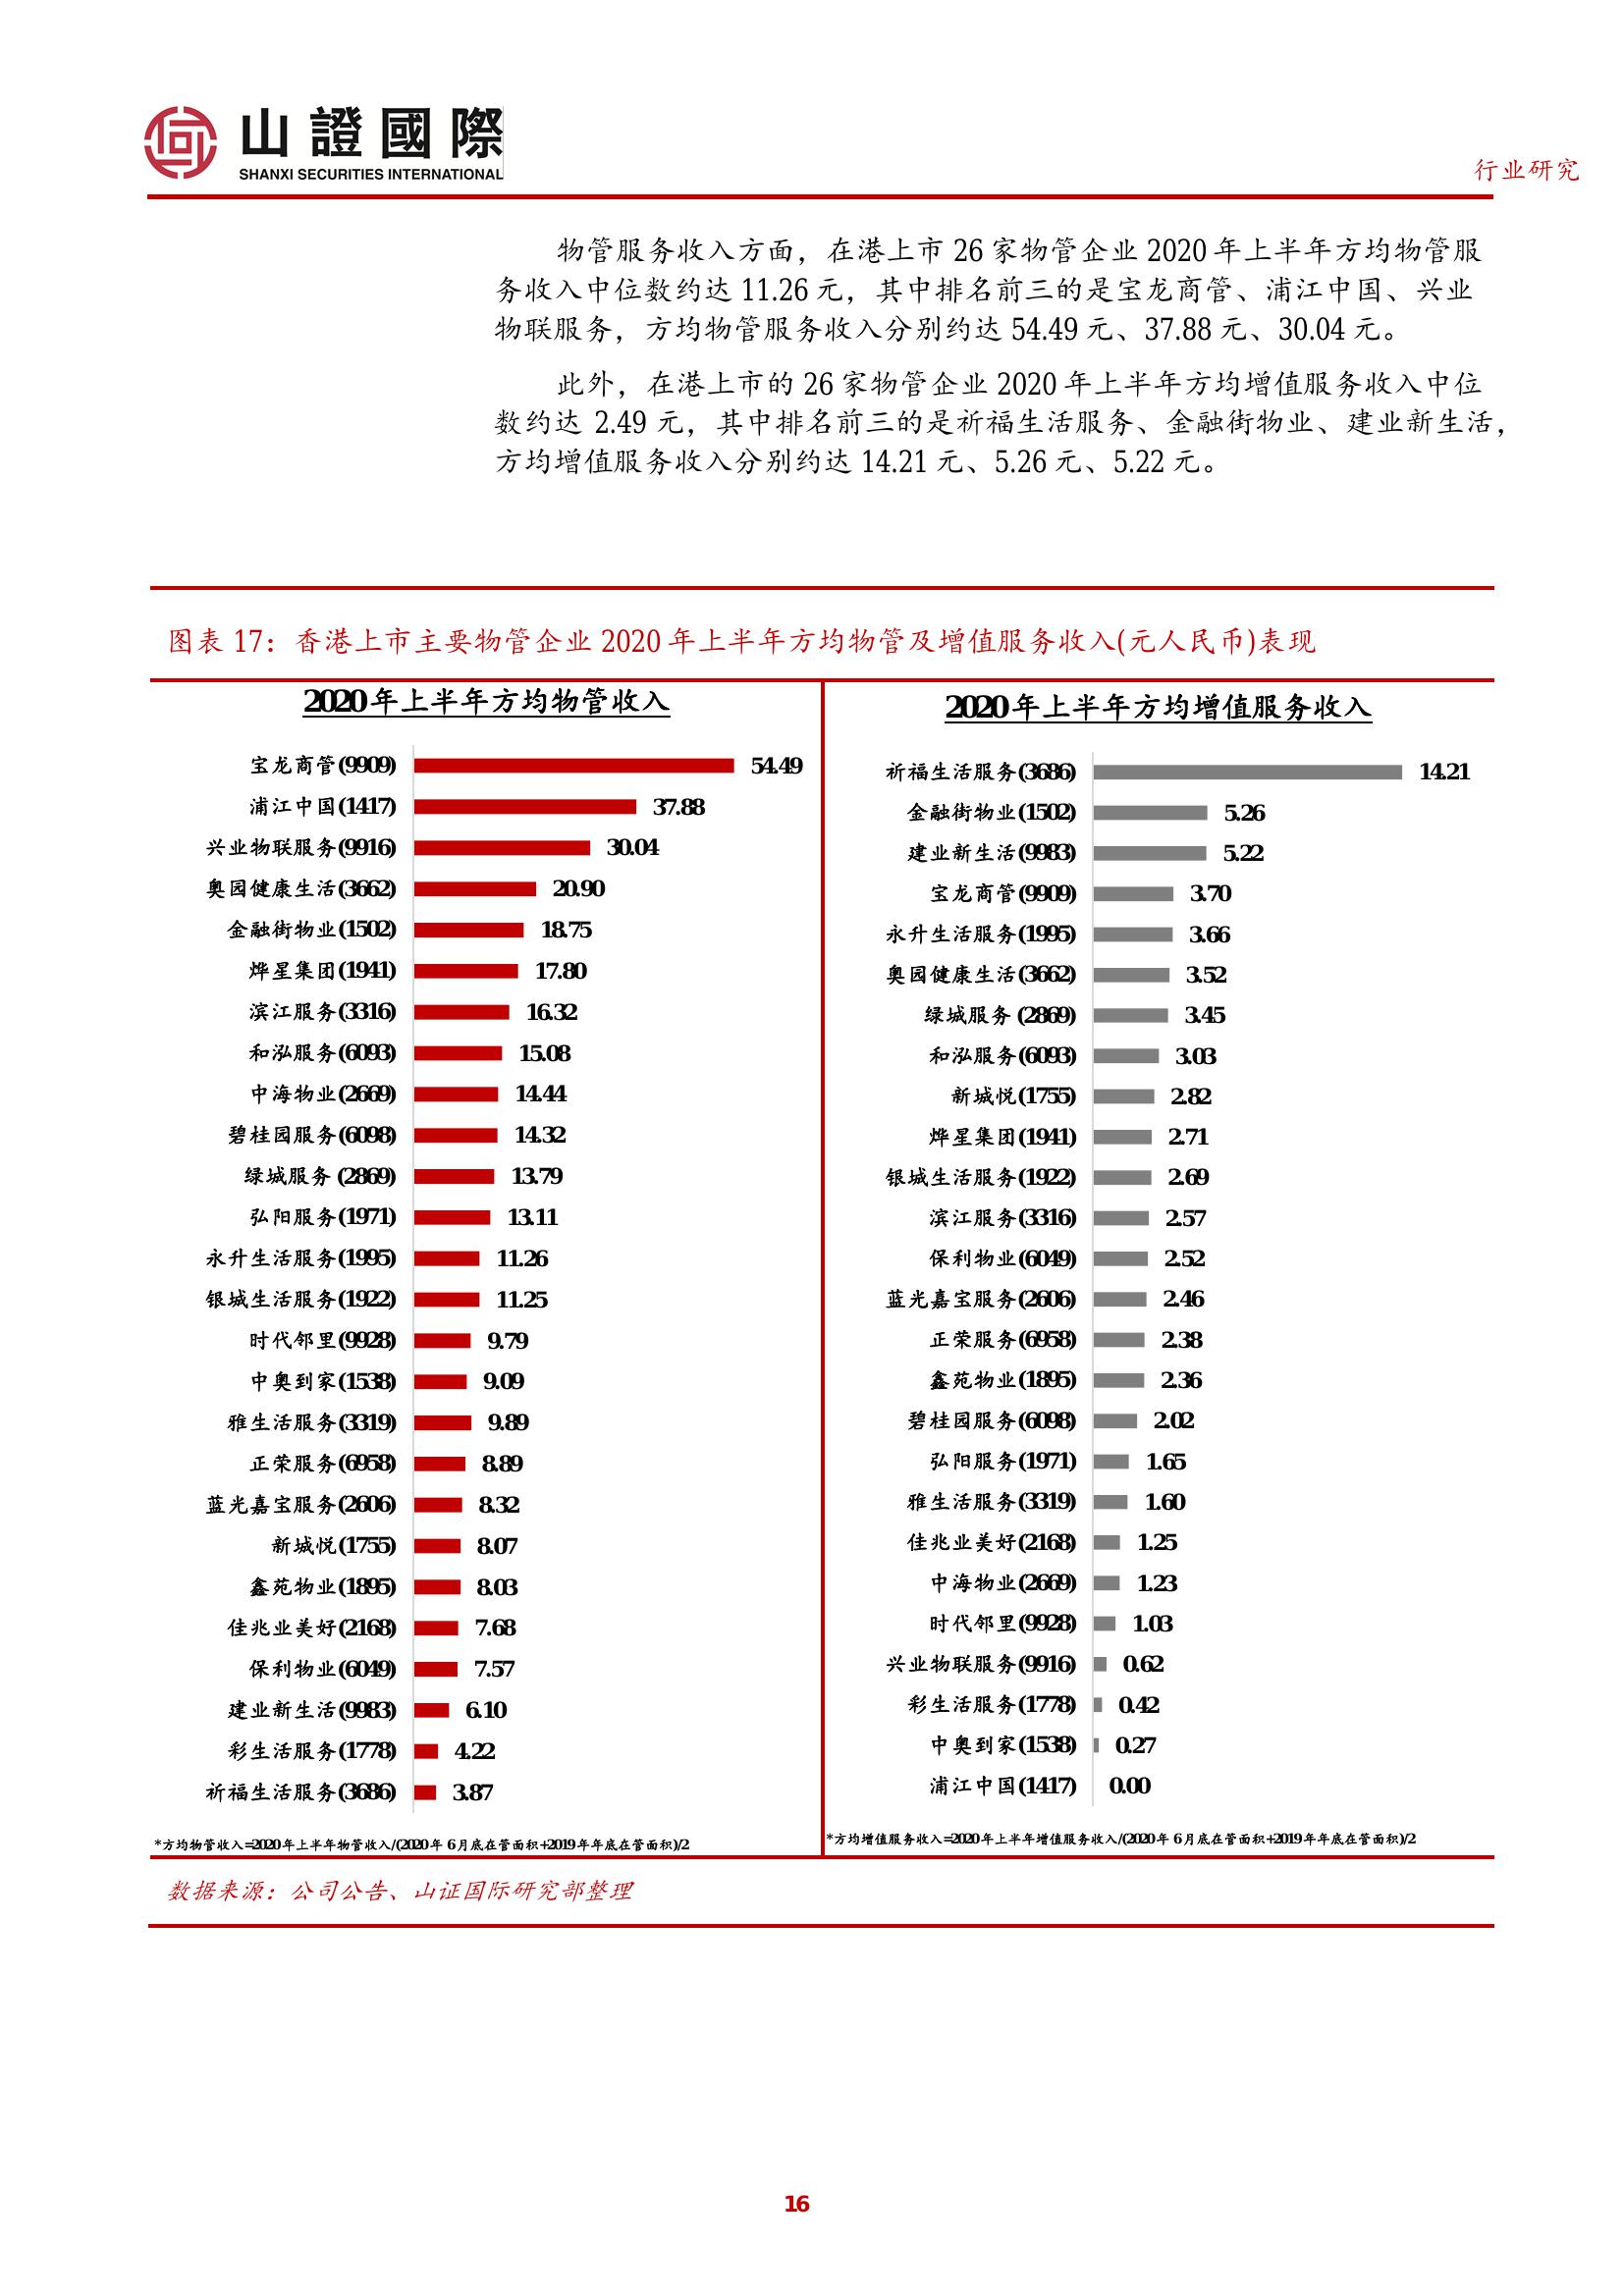 山證國際
SHANXI SECURITIES INTERNATIONAL
行业研究
物管服务收入方面，在港上市 26 家物管企业 2020 年上半年方均物管服
务收入中位数约达 11.26 元，其中排名前三的是宝龙商管、浦江中国、兴业
物联服务，方均物管服务收入分别约达 54.49 元、37.88 元、30.04 元。
此外，在港上市的 26 家物管企业 2020 年上半年方均增值服务收入中位
数约达 2.49 元，其中排名前三的是祈福生活服务、金融街物业、建业新生活，
方均增值服务收入分别约达 14.21 元、5.26 元、5.22 元。
图表 17：香港上市主要物管企业 2020 年上半年方均物管及增值服务收入(元人民币)表现
2020 年上半年方均物管收入
宝龙商管(9909) 54.49
浦江中国(1417) 37.88
兴业物联服务(9916) 30.04
奥园健康生活(3662) 20.90
金融街物业(1502) 18.75
烨星集团(1941) 17.80
滨江服务(3316) 16.32
和泓服务(6093) 15.08
中海物业(2669) 14.44
碧桂园服务(6098) 14.32
绿城服务 (2869) 13.79
弘阳服务(1971) 13.11
永升生活服务(1995) 11.26
银城生活服务(1922) 11.25
时代邻里(9928) 9.79
中奥到家(1538) 9.09
雅生活服务(3319) 9.89
正荣服务(6958) 8.89
蓝光嘉宝服务(2606) 8.32
新城悦(1755) 8.07
鑫苑物业(1895) 8.03
佳兆业美好(2168) 7.68
保利物业(6049) 7.57
建业新生活(9983) 6.10
彩生活服务(1778) 4.22
祈福生活服务(3686) 3.87
*方均物管收入=2020 年上半年物管收入/(2020 年 6 月底在管面积+2019 年年底在管面积)/2
2020 年上半年方均增值服务收入
祈福生活服务(3686) 14.21
金融街物业(1502) 5.26
建业新生活(9983) 5.22
宝龙商管(9909) 3.70
永升生活服务(1995) 3.66
奥园健康生活(3662) 3.52
绿城服务 (2869) 3.45
和泓服务(6093) 3.03
新城悦(1755) 2.82
烨星集团(1941) 2.71
银城生活服务(1922) 2.69
滨江服务(3316) 2.57
保利物业(6049) 2.52
蓝光嘉宝服务(2606) 2.46
正荣服务(6958) 2.38
鑫苑物业(1895) 2.36
碧桂园服务(6098) 2.02
弘阳服务(1971) 1.65
雅生活服务(3319) 1.60
佳兆业美好(2168) 1.25
中海物业(2669) 1.23
时代邻里(9928) 1.03
兴业物联服务(9916) 0.62
彩生活服务(1778) 0.42
中奥到家(1538) 0.27
浦江中国(1417) 0.00
*方均增值服务收入=2020 年上半年增值服务收入/(2020 年 6 月底在管面积+2019 年年底在管面积)/2
数据来源：公司公告、山证国际研究部整理
16